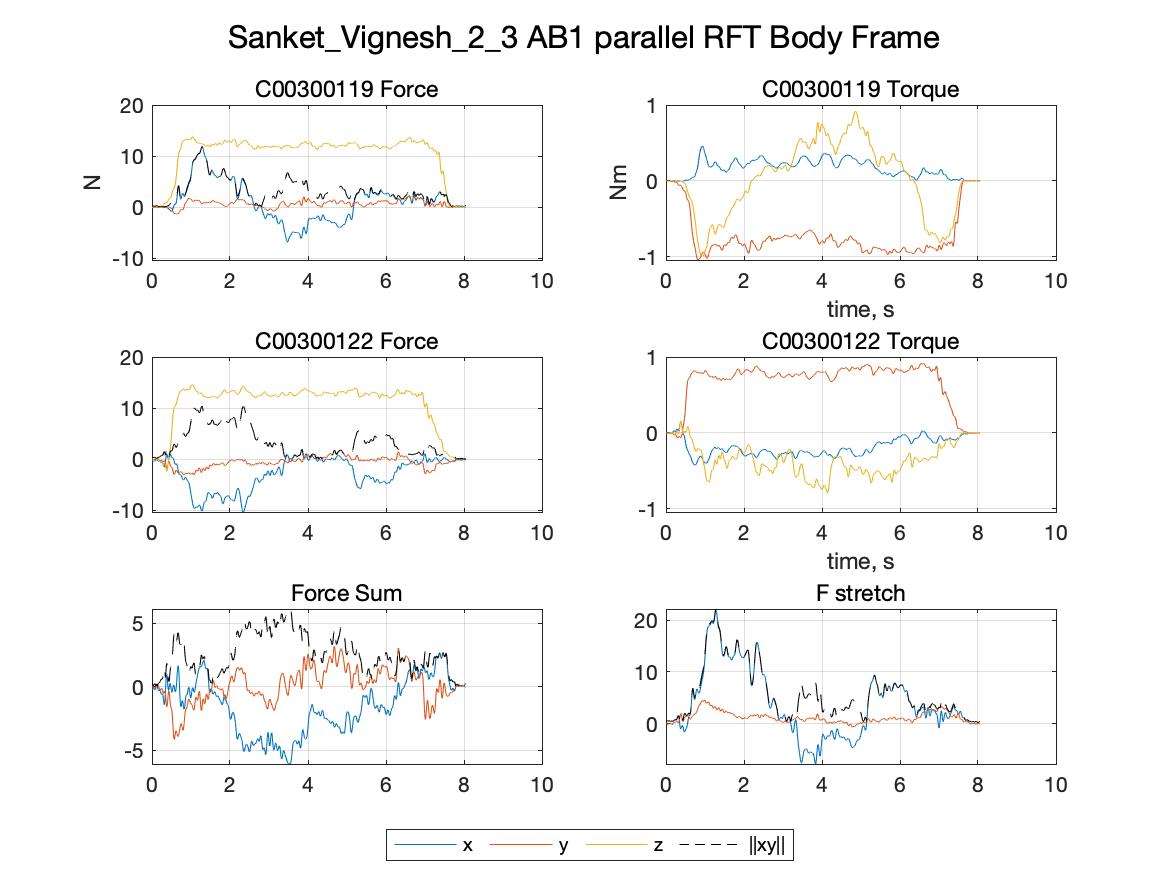 Sanket_Vignesh_2_3 AB1 parallel RFT Body Frame
C00300119 Force
20
10
0
-10
N
0 2 4 6 8 10
C00300119 Torque
1
0
-1
Nm
0 2 4 6 8 10
time, s
C00300122 Force
20
10
0
-10
0 2 4 6 8 10
C00300122 Torque
1
0
-1
0 2 4 6 8 10
time, s
Force Sum
5
0
-5
0 2 4 6 8 10
F stretch
20
10
0
0 2 4 6 8 10
x y z ||xy||